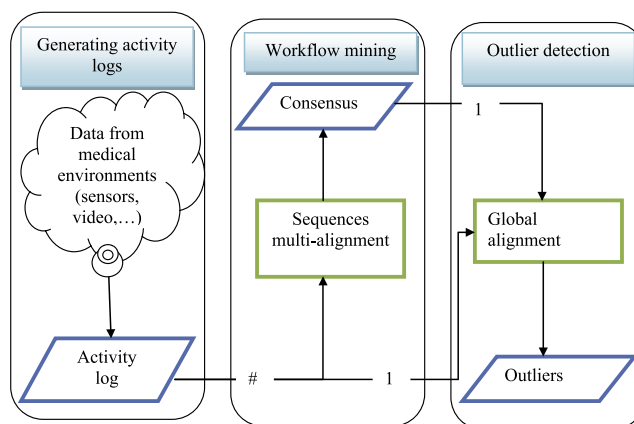 Generating activity
logs
Data from
medical
environments
(sensors,
video,…)
Activity
log
#
Workflow mining
Consensus
Sequences
multi-alignment
1
1
Outlier detection
Global
alignment
Outliers